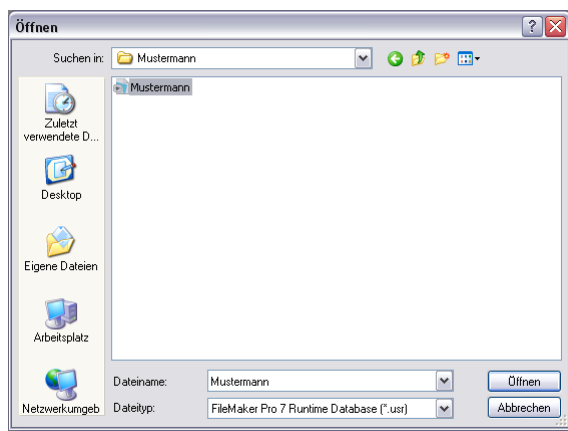 Öffnen
Suchen in: Mustermann
Mustermann
Zuletzt
verwendete D...
Desktop
Eigene Dateien
Arbeitsplatz
Netzwerkumgeb
Dateiname: Mustermann Öffnen
Dateityp: FileMaker Pro 7 Runtime Database (*.usr) Abbrechen